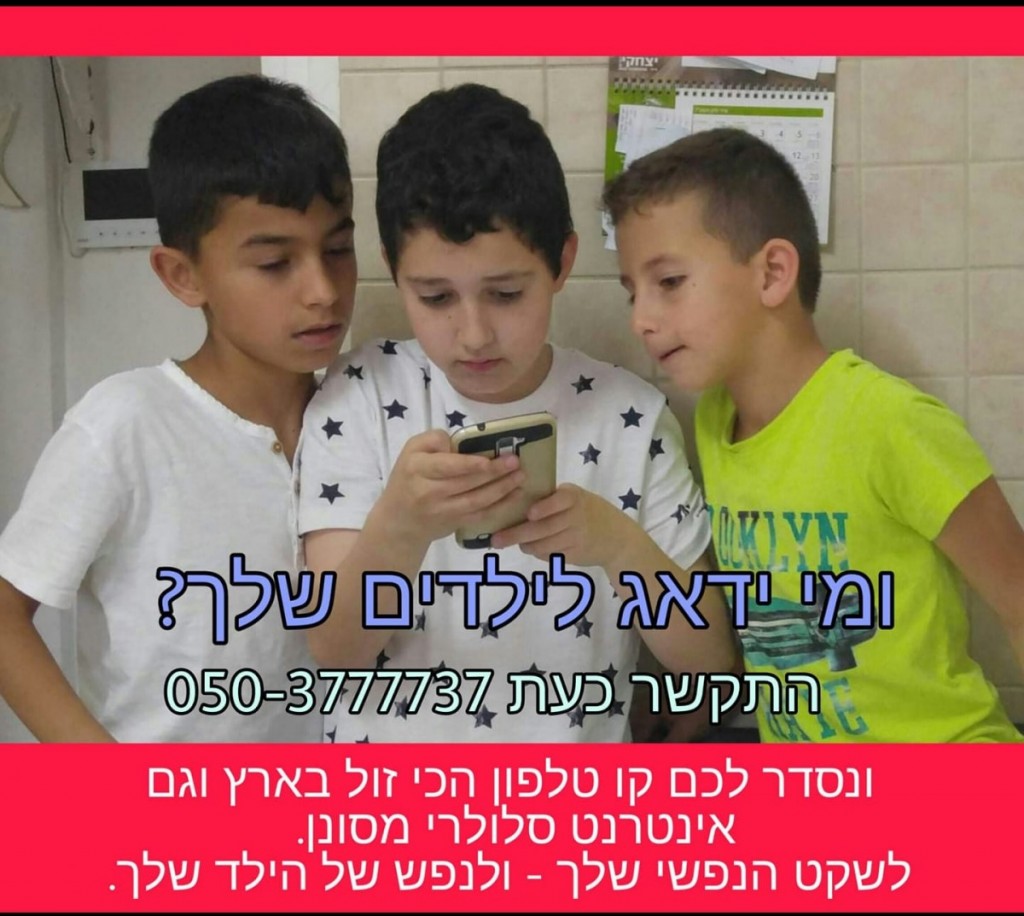 יצחקי
ומי ידאג לילדים שלך?
התקשר כעת 050-3777737
ונסדר לכם קו טלפון הכי זול בארץ וגם
אינטרנט סלולרי מסונן.
לשקט הנפשי שלך - ולנפש של הילד שלך.